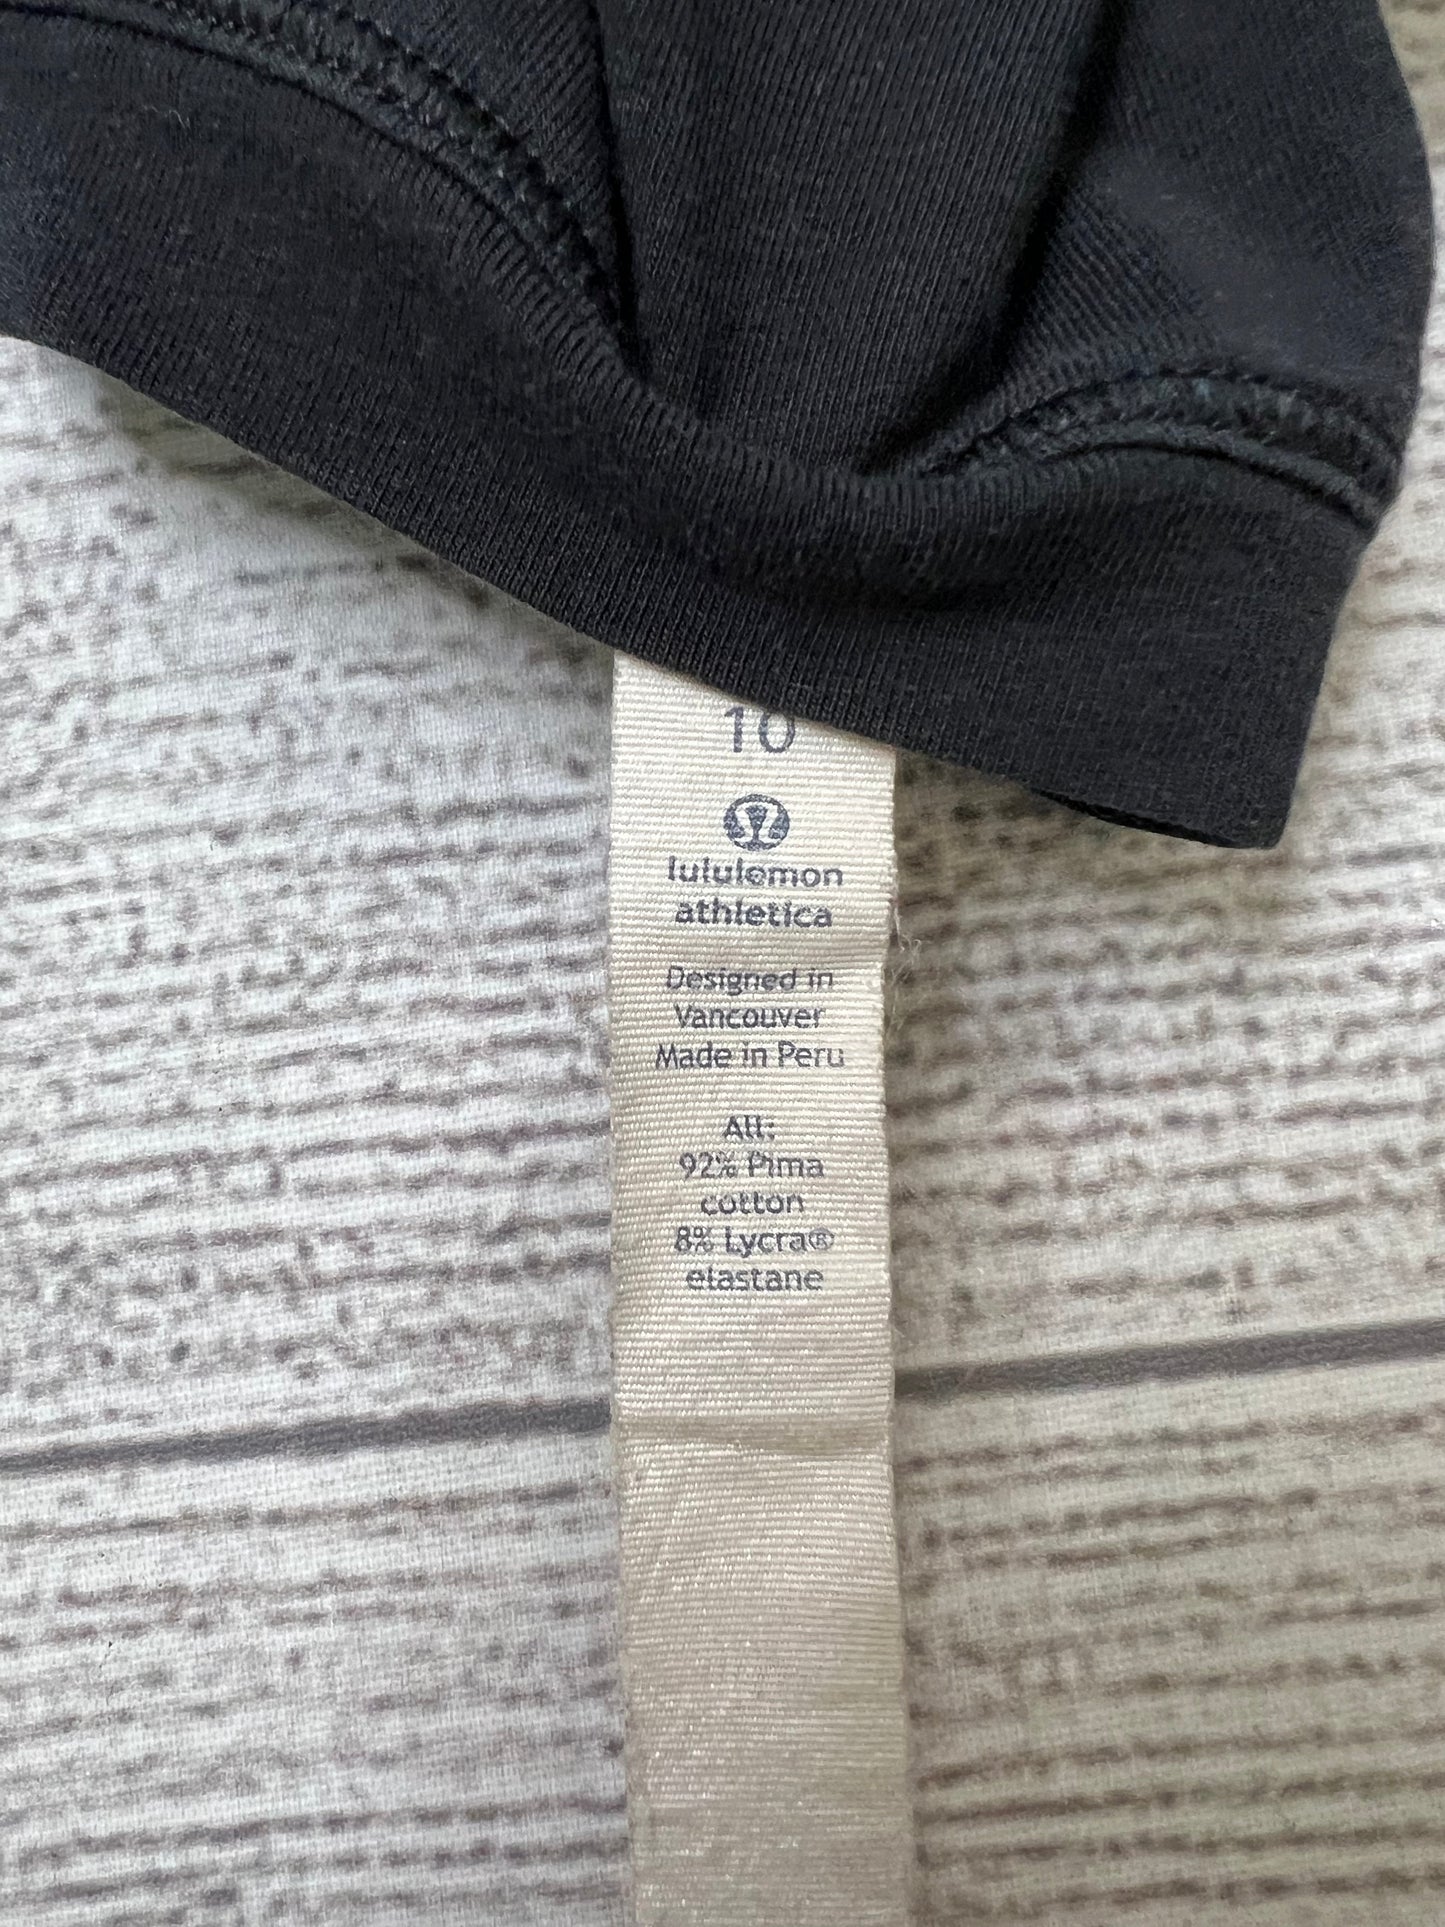 10
lululemon
athletica
Designed in
Vancouver
Made in Peru
All:
92% Pima
cotton
8% Lycra®
elastane